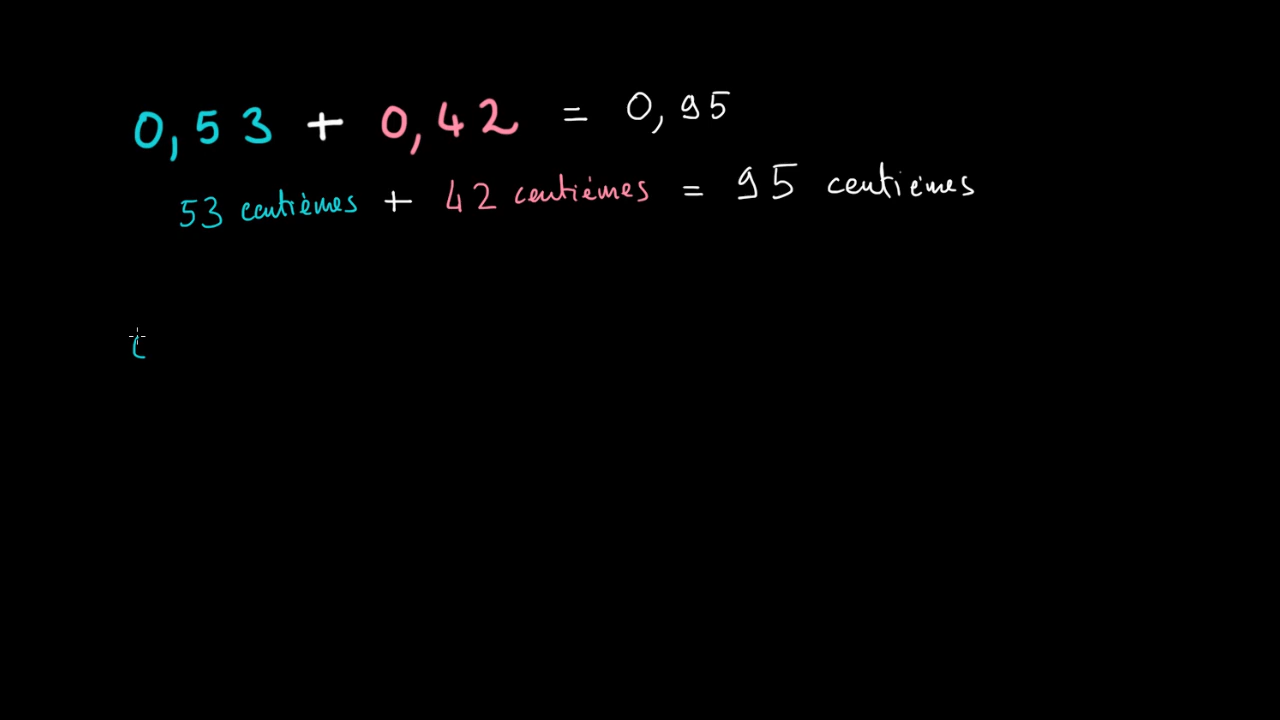 0,53 + 0,42 = 0,95
53 centièmes + 42 centièmes = 95 centièmes